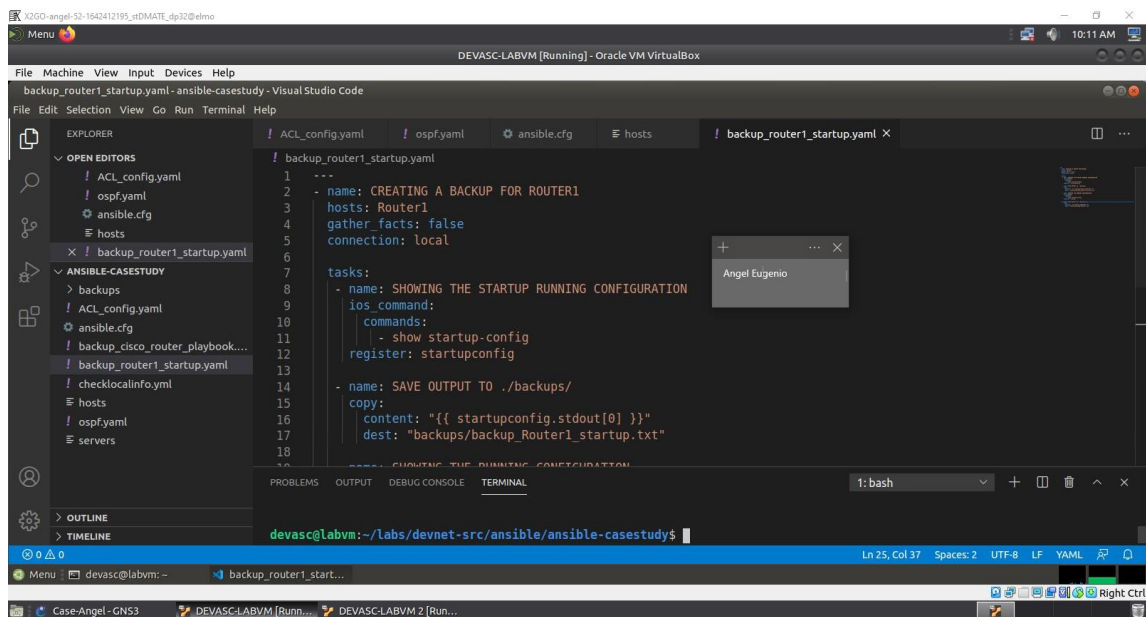 X2GO-angel-52-1642412195_stDMATE_dp32@elmo
Menu
10:11 AM
DEVASC-LABVM [Running] - Oracle VM VirtualBox
File Machine View Input Devices Help
backup_router1_startup.yaml - ansible-casestudy - Visual Studio Code
File Edit Selection View Go Run Terminal Help
EXPLORER
OPEN EDITORS
! ACL_config.yaml
! ospf.yaml
ansible.cfg
hosts
! backup_router1_startup.yaml
ANSIBLE-CASESTUDY
> backups
! ACL_config.yaml
ansible.cfg
! backup_cisco_router_playbook....
! backup_router1_startup.yaml
! checklocalinfo.yml
hosts
! ospf.yaml
servers
> OUTLINE
> TIMELINE
! ACL_config.yaml ! ospf.yaml ansible.cfg hosts ! backup_router1_startup.yaml
! backup_router1_startup.yaml
1 ---
2 - name: CREATING A BACKUP FOR ROUTER1
3 hosts: Router1
4 gather_facts: false
5 connection: local
6
7 tasks:
8 - name: SHOWING THE STARTUP RUNNING CONFIGURATION
9 ios_command:
10 commands:
11 - show startup-config
12 register: startupconfig
13
14 - name: SAVE OUTPUT TO ./backups/
15 copy:
16 content: "{{ startupconfig.stdout[0] }}"
17 dest: "backups/backup_Router1_startup.txt"
18
19 - name: SHOWING THE RUNNING CONFIGURATION
Angel Eugenio
PROBLEMS OUTPUT DEBUG CONSOLE TERMINAL
1: bash
devasc@labvm:~/labs/devnet-src/ansible/ansible-casestudy$
0 0
Ln 25, Col 37 Spaces: 2 UTF-8 LF YAML
Menu devasc@labvm: ~ backup_router1_start...
Right Ctrl
Case-Angel - GNS3 DEVASC-LABVM [Runn... DEVASC-LABVM 2 [Run...